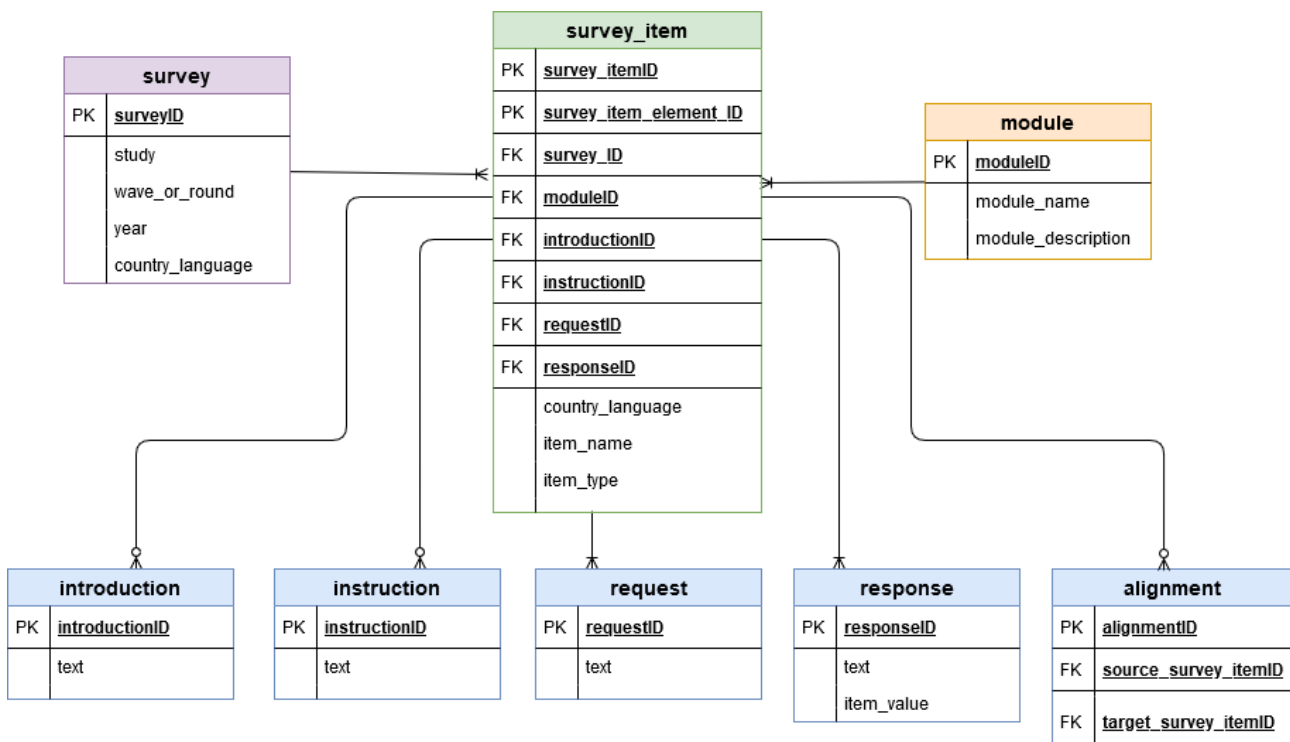 survey_item
PK survey_itemID
PK survey_item_element_ID
FK survey_ID
FK moduleID
FK introductionID
FK instructionID
FK requestID
FK responseID
country_language
item_name
item_type
survey
PK surveyID
study
wave_or_round
year
country_language
module
PK moduleID
module_name
module_description
introduction
PK introductionID
text
instruction
PK instructionID
text
request
PK requestID
text
response
PK responseID
text
item_value
alignment
PK alignmentID
FK source_survey_itemID
FK target_survey_itemID